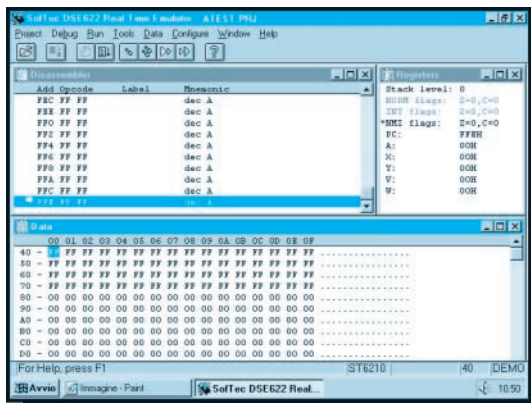 SofTec DSE622 Real Time Emulator - ATEST.PRJ
Project Debug Run Tools Data Configure Window Help
Disassembler
Add Opcode Label Mnemonic
FEC FF FF dec A
FEE FF FF dec A
FF0 FF FF dec A
FF2 FF FF dec A
FF4 FF FF dec A
FF6 FF FF dec A
FF8 FF FF dec A
FFA FF FF dec A
FFC FF FF dec A
FFE FF FF dec A
Registers
Stack level: 0
NORM flags: Z=0,C=0
INT flags: Z=0,C=0
*NMI flags: Z=0,C=0
PC: FFEH
A: 00H
X: 00H
Y: 00H
V: 00H
W: 00H
Data
00 01 02 03 04 05 06 07 08 09 0A 0B 0C 0D 0E 0F
40 - FF FF FF FF FF FF FF FF FF FF FF FF FF FF FF FF ................
50 - FF FF FF FF FF FF FF FF FF FF FF FF FF FF FF FF ................
60 - FF FF FF FF FF FF FF FF FF FF FF FF FF FF FF FF ................
70 - FF FF FF FF FF FF FF FF FF FF FF FF FF FF FF FF ................
80 - 00 00 00 00 00 00 00 00 00 00 00 00 00 00 00 00 ................
90 - 00 00 00 00 00 00 00 00 00 00 00 00 00 00 00 00 ................
A0 - 00 00 00 00 00 00 00 00 00 00 00 00 00 00 00 00 ................
B0 - 00 00 00 00 00 00 00 00 00 00 00 00 00 00 00 00 ................
C0 - 00 00 00 00 00 00 00 00 00 00 00 00 00 00 00 00 ................
D0 - 00 00 00 00 00 00 00 00 00 00 00 00 00 00 00 00 ................
For Help, press F1 ST6210 40 DEMO
Avvio Immagine - Paint SofTec DSE622 Real... 10.50